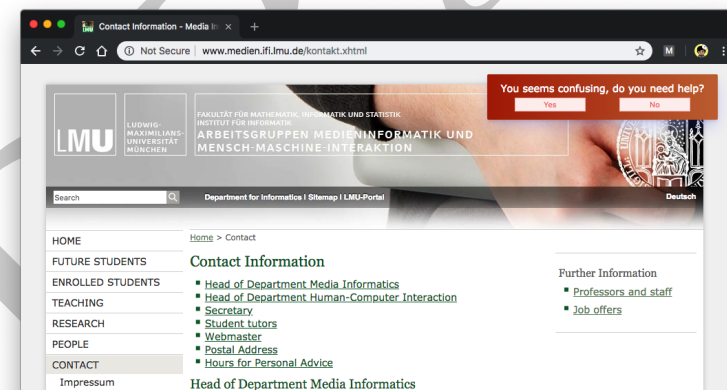 Contact Information - Media In
Not Secure | www.medien.ifi.lmu.de/kontakt.xhtml
M
You seems confusing, do you need help?
Yes No
LMU
LUDWIG-
MAXIMILIANS-
UNIVERSITÄT
MÜNCHEN
FAKULTÄT FÜR MATHEMATIK, INFORMATIK UND STATISTIK
INSTITUT FÜR INFORMATIK
ARBEITSGRUPPEN MEDIENINFORMATIK UND
MENSCH-MASCHINE-INTERAKTION
Search
Department for Informatics | Sitemap | LMU-Portal
Deutsch
HOME
FUTURE STUDENTS
ENROLLED STUDENTS
TEACHING
RESEARCH
PEOPLE
CONTACT
Impressum
Home > Contact
Contact Information
Head of Department Media Informatics
Head of Department Human-Computer Interaction
Secretary
Student tutors
Webmaster
Postal Address
Hours for Personal Advice
Head of Department Media Informatics
Further Information
Professors and staff
Job offers